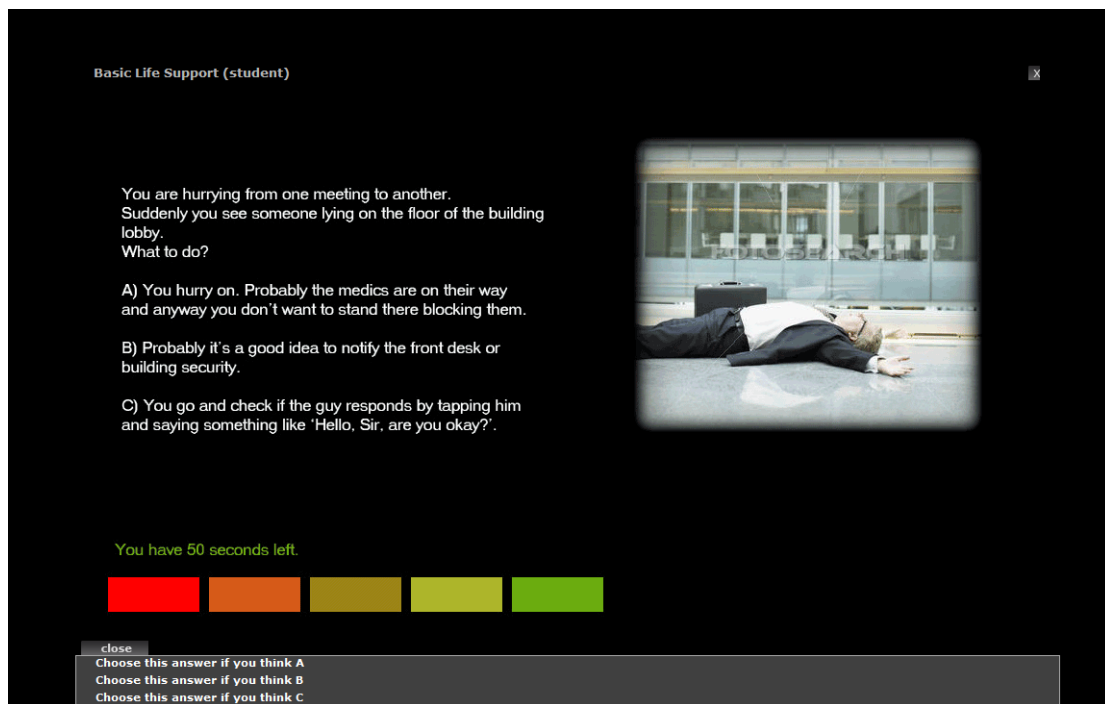 Basic Life Support (student)
X
You are hurrying from one meeting to another.
Suddenly you see someone lying on the floor of the building
lobby.
What to do?
A) You hurry on. Probably the medics are on their way
and anyway you don't want to stand there blocking them.
B) Probably it's a good idea to notify the front desk or
building security.
C) You go and check if the guy responds by tapping him
and saying something like 'Hello, Sir, are you okay?'.
FOTOSEARCH
You have 50 seconds left.
close
Choose this answer if you think A
Choose this answer if you think B
Choose this answer if you think C